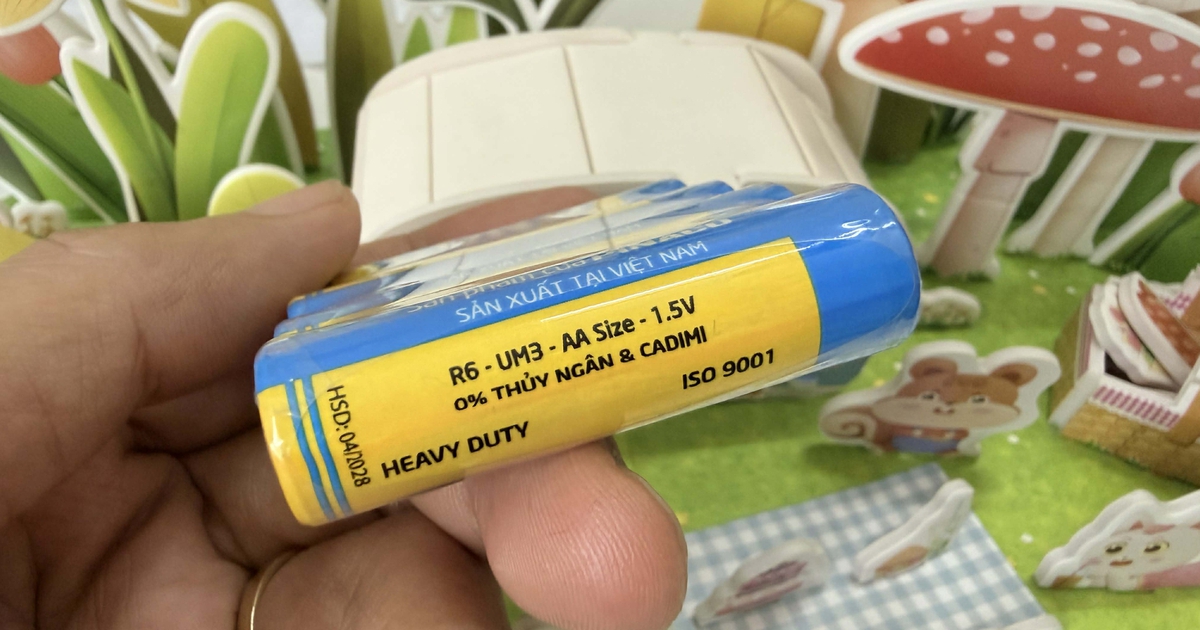 SẢN XUẤT TẠI VIỆT NAM
R6 - UM3 - AA Size - 1.5V
0% THỦY NGÂN & CADIMI
ISO 9001
HEAVY DUTY
HSD: 04/2028